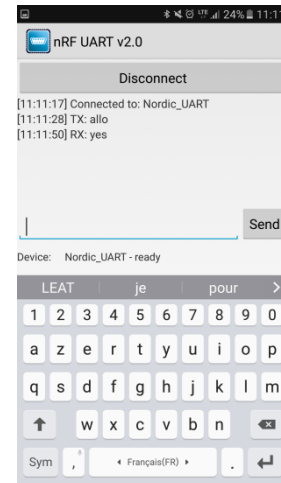 LTE 24% 11:11
nRF UART v2.0
Disconnect
[11:11:17] Connected to: Nordic_UART
[11:11:28] TX: allo
[11:11:50] RX: yes
Send
Device: Nordic_UART - ready
LEAT je pour
1 2 3 4 5 6 7 8 9 0
a z e r t y u i o p
q s d f g h j k l m
w x c v b n
Sym , Français(FR) .